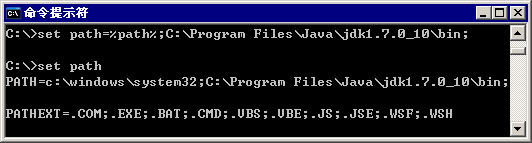 命令提示符
C:\>set path=%path%;C:\Program Files\Java\jdk1.7.0_10\bin;
C:\>set path
PATH=c:\windows\system32;C:\Program Files\Java\jdk1.7.0_10\bin;
PATHEXT=.COM;.EXE;.BAT;.CMD;.VBS;.VBE;.JS;.JSE;.WSF;.WSH